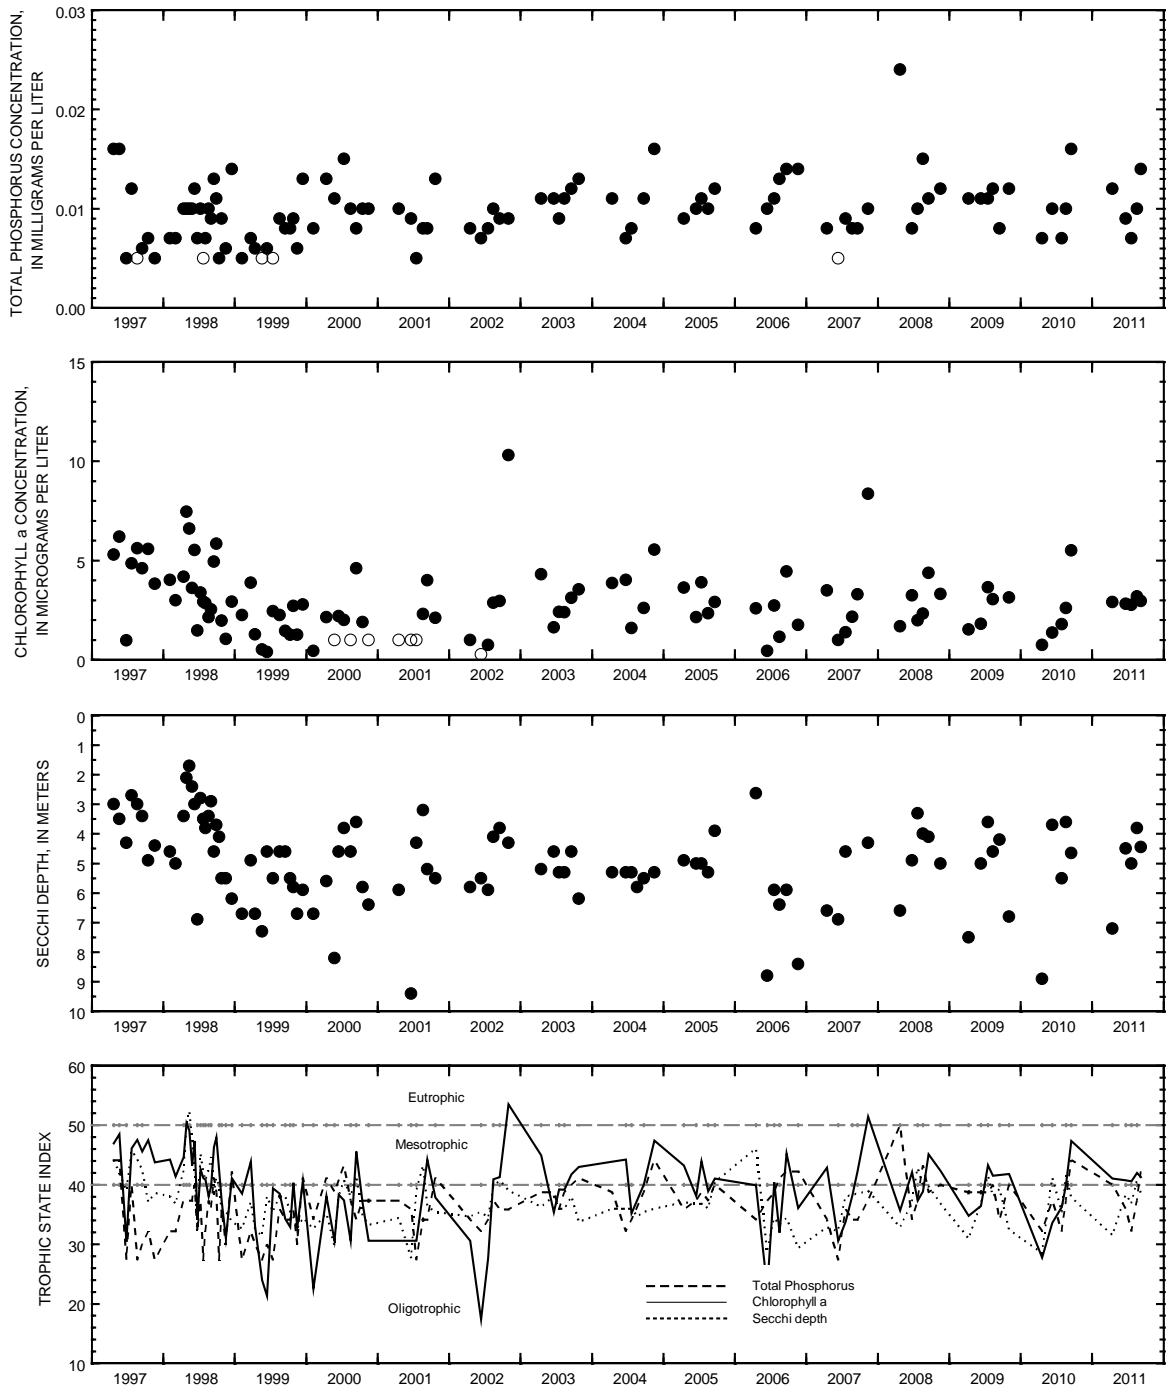 TOTAL PHOSPHORUS CONCENTRATION,
IN MILLIGRAMS PER LITER
0.03
0.02
0.01
0.00
1997 1998 1999 2000 2001 2002 2003 2004 2005 2006 2007 2008 2009 2010 2011
CHLOROPHYLL a CONCENTRATION,
IN MICROGRAMS PER LITER
15
10
5
0
1997 1998 1999 2000 2001 2002 2003 2004 2005 2006 2007 2008 2009 2010 2011
SECCHI DEPTH, IN METERS
0
1
2
3
4
5
6
7
8
9
10
1997 1998 1999 2000 2001 2002 2003 2004 2005 2006 2007 2008 2009 2010 2011
TROPHIC STATE INDEX
60
50
40
30
20
10
Eutrophic
Mesotrophic
Oligotrophic
Total Phosphorus
Chlorophyll a
Secchi depth
1997 1998 1999 2000 2001 2002 2003 2004 2005 2006 2007 2008 2009 2010 2011